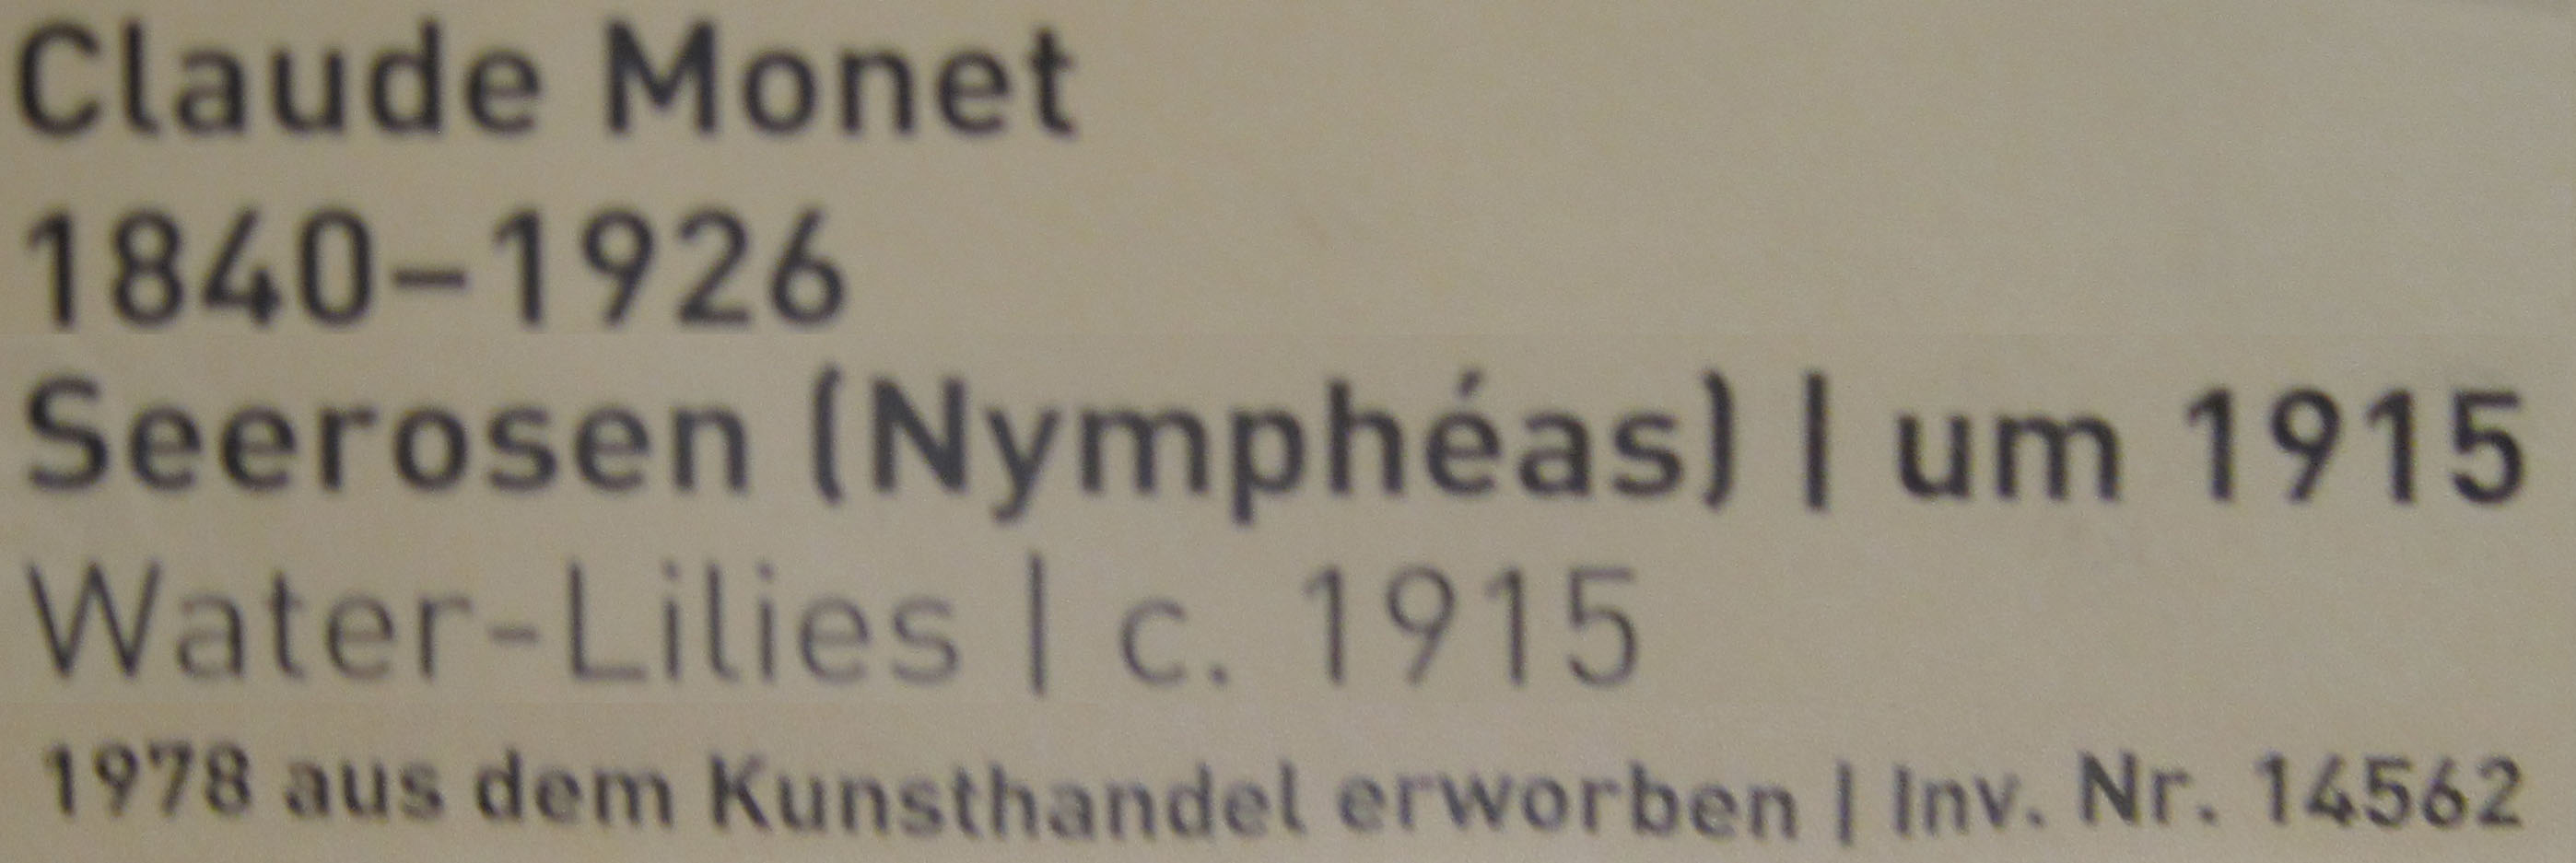 Claude Monet
1840–1926
Seerosen (Nymphéas) | um 1915
Water-Lilies | c. 1915
1978 aus dem Kunsthandel erworben | Inv. Nr. 14562